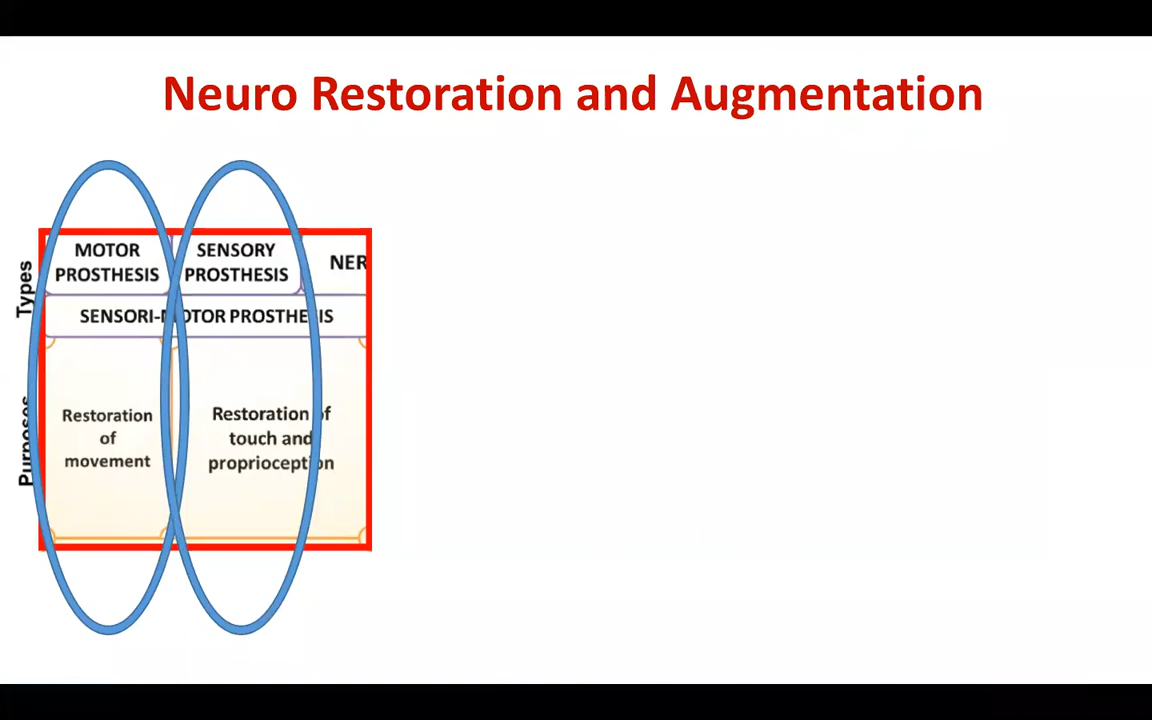 Neuro Restoration and Augmentation
Types
MOTOR
PROSTHESIS
SENSORY
PROSTHESIS
NER
SENSORI-MOTOR PROSTHESIS
Purposes
Restoration
of
movement
Restoration of
touch and
proprioception